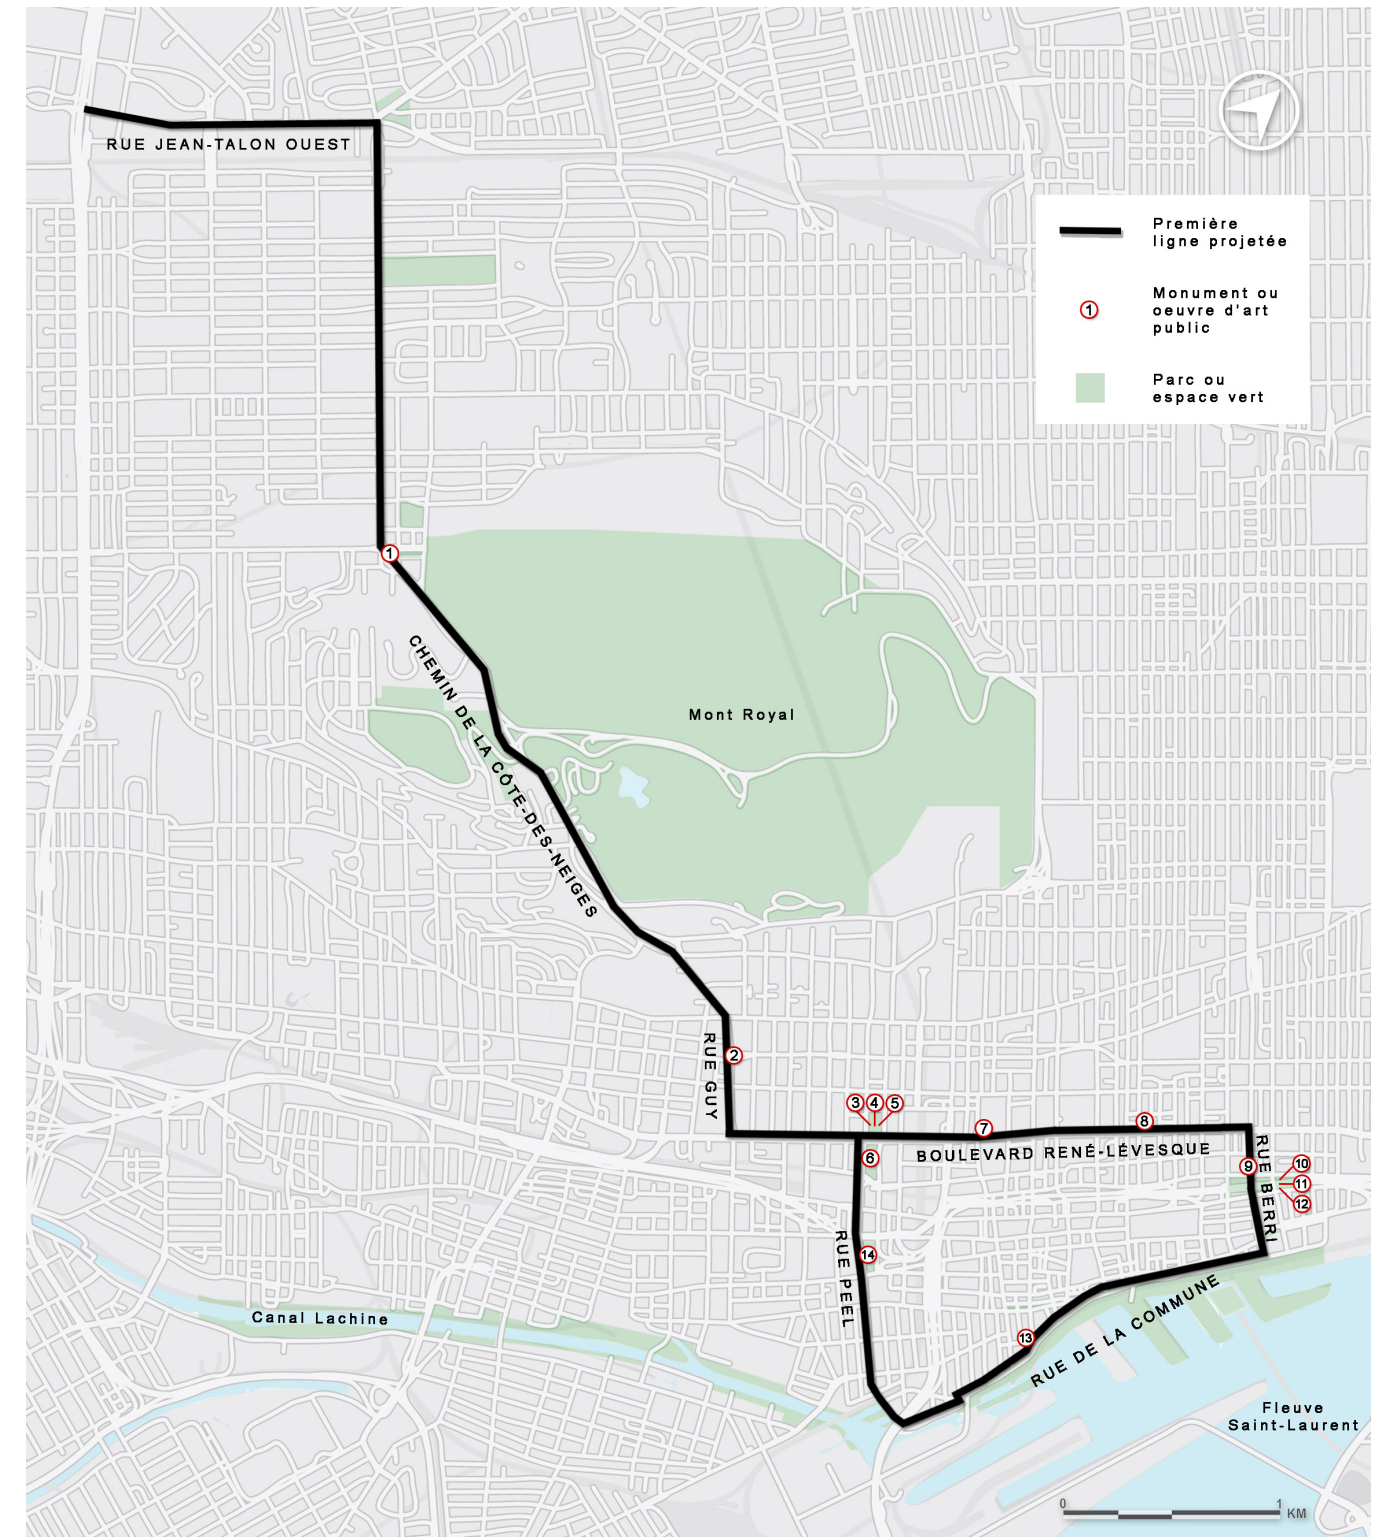 RUE JEAN-TALON OUEST
Première
ligne projetée
1
Monument ou
oeuvre d'art
public
Parc ou
espace vert
1
CHEMIN DE LA CÔTE-DES-NEIGES
Mont Royal
RUE GUY
2
3
4
5
6
7
8
BOULEVARD RENÉ-LÉVESQUE
RUE BERRI
9
10
11
12
RUE PEEL
14
13
RUE DE LA COMMUNE
Canal Lachine
Fleuve
Saint-Laurent
0
1
KM